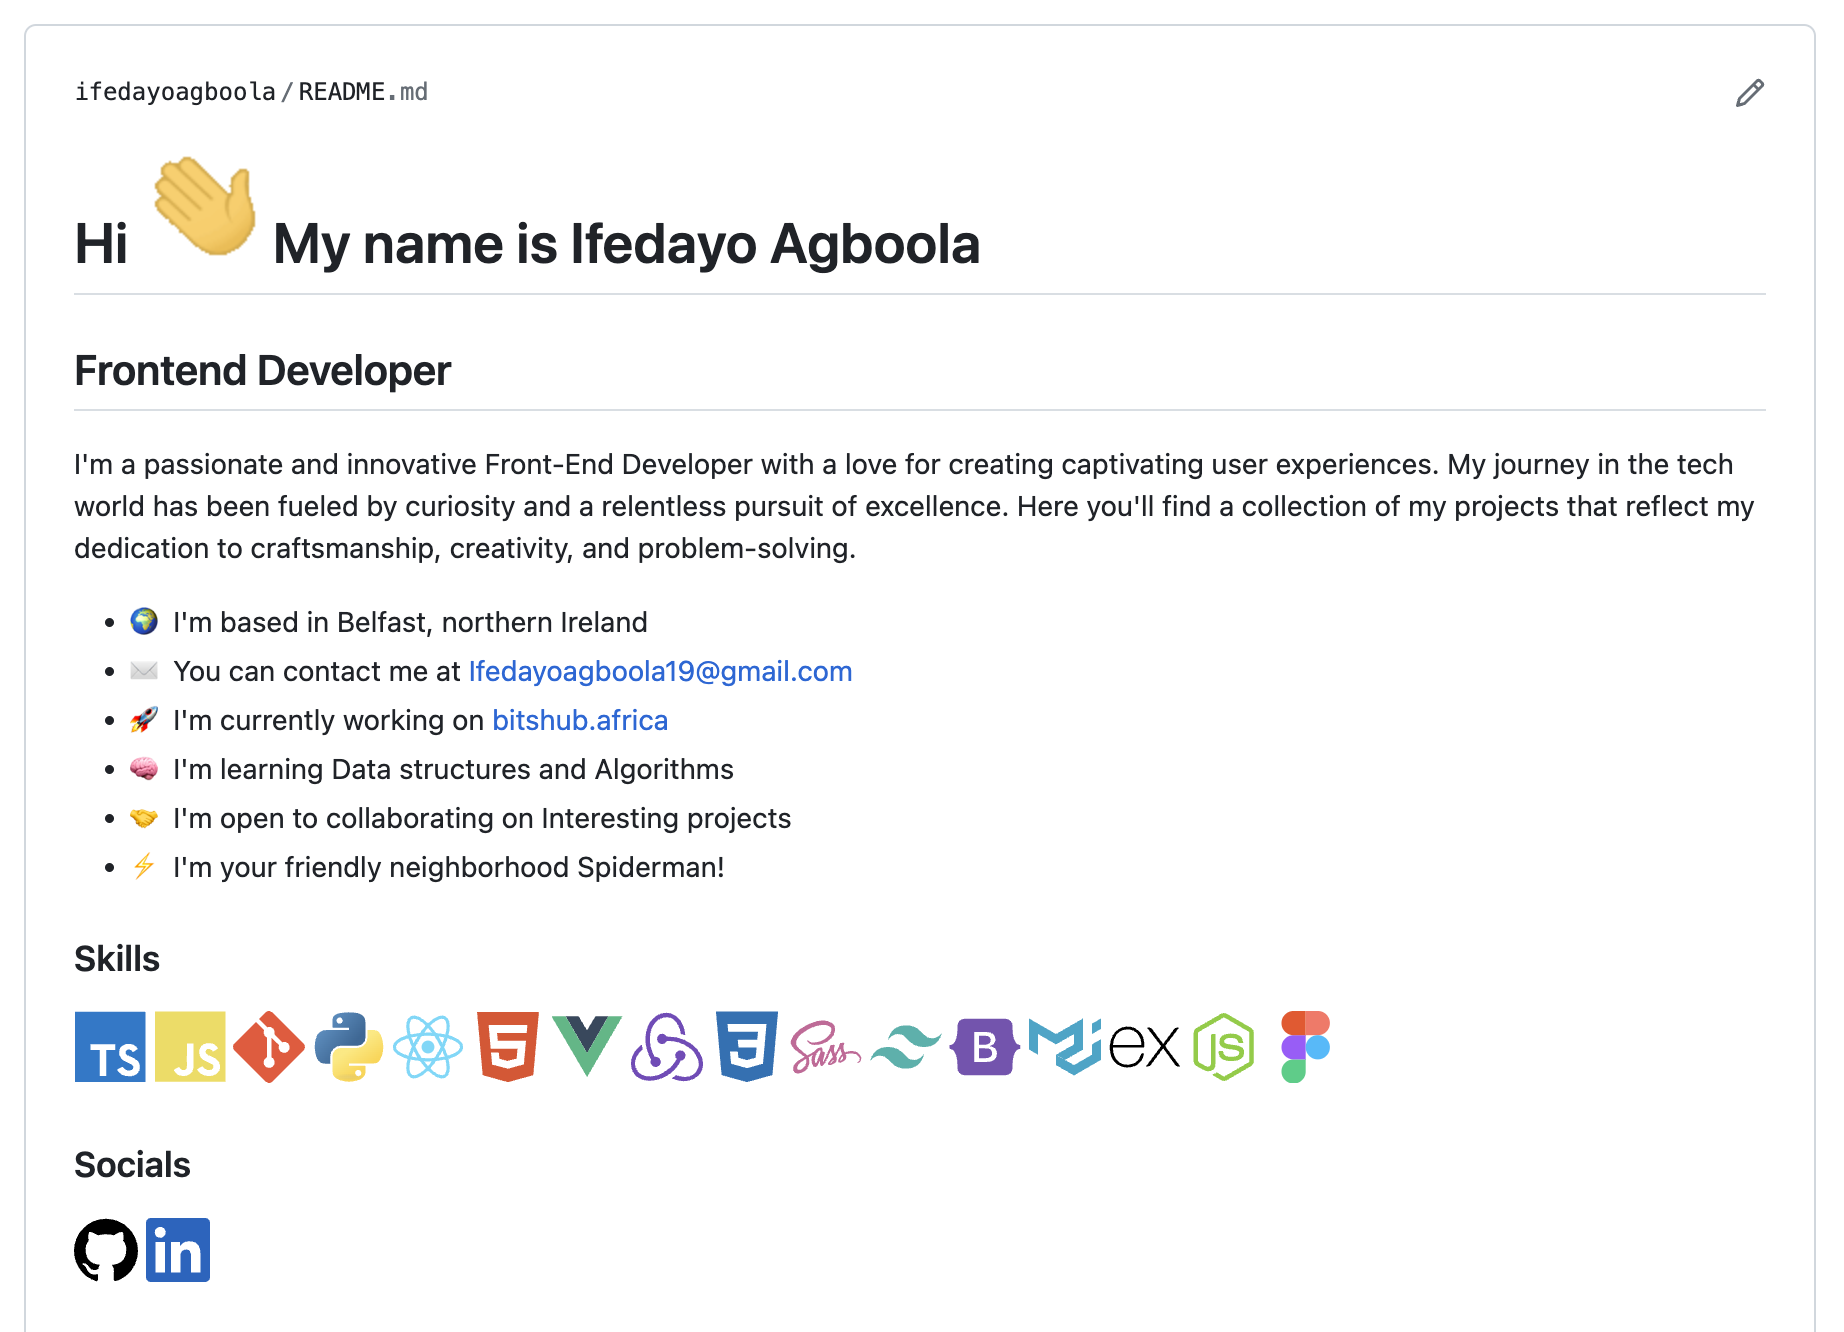 ifedayoagboola/README.md
Hi 👋 My name is Ifedayo Agboola
Frontend Developer
I'm a passionate and innovative Front-End Developer with a love for creating captivating user experiences. My journey in the tech
world has been fueled by curiosity and a relentless pursuit of excellence. Here you'll find a collection of my projects that reflect my
dedication to craftsmanship, creativity, and problem-solving.
• 🌍 I'm based in Belfast, northern Ireland
• ✉️ You can contact me at Ifedayoagboola19@gmail.com
• 🚀 I'm currently working on bitshub.africa
• 🧠 I'm learning Data structures and Algorithms
• 🤝 I'm open to collaborating on Interesting projects
• ⚡ I'm your friendly neighborhood Spiderman!
Skills
TS JS 5 3 Sass B ex JS
Socials
in